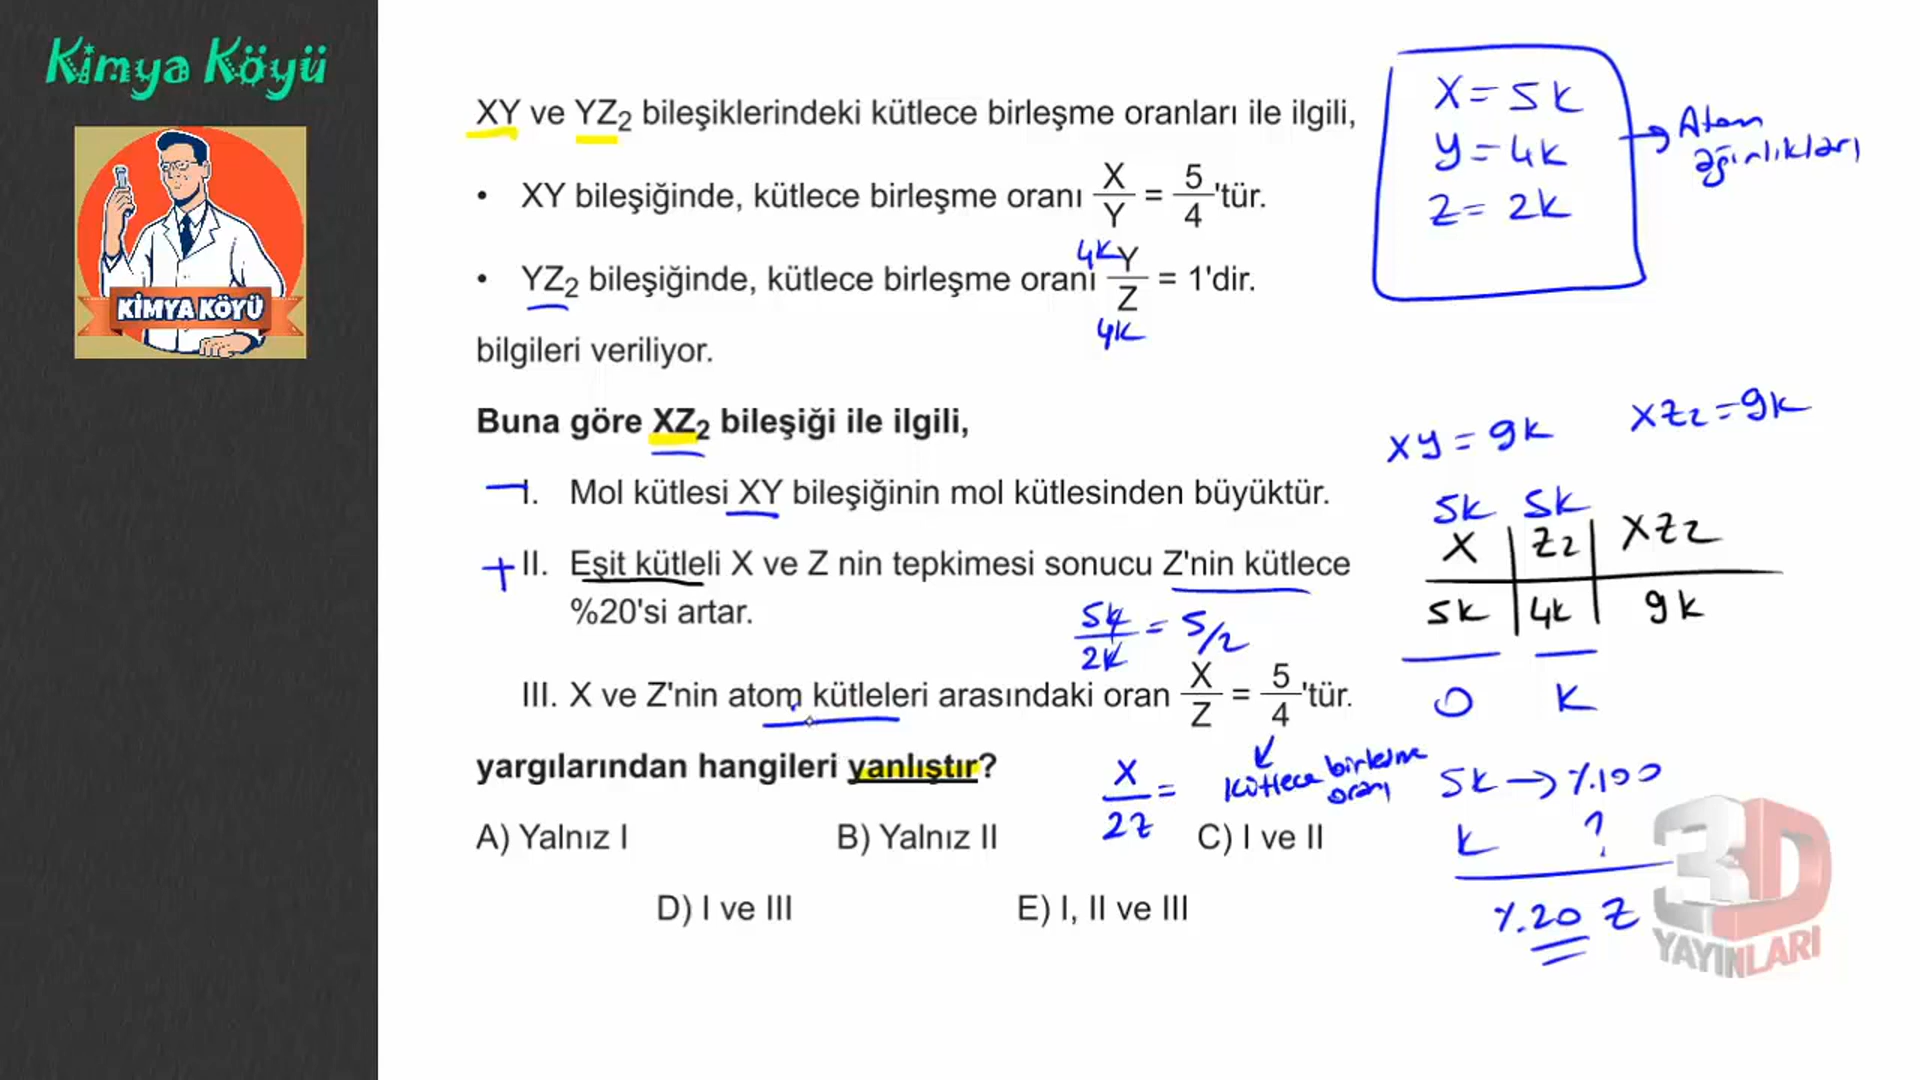 Kimya Köyü
KİMYA KÖYÜ
XY ve YZ₂ bileşiklerindeki kütlece birleşme oranları ile ilgili,
• XY bileşiğinde, kütlece birleşme oranı X/Y = 5/4'tür.
4k
• YZ₂ bileşiğinde, kütlece birleşme oranı Y/Z = 1'dir.
4k
bilgileri veriliyor.
Buna göre XZ₂ bileşiği ile ilgili,
– I. Mol kütlesi XY bileşiğinin mol kütlesinden büyüktür.
+ II. Eşit kütleli X ve Z nin tepkimesi sonucu Z'nin kütlece
%20'si artar.
5k/2k = 5/2
III. X ve Z'nin atom kütleleri arasındaki oran X/Z = 5/4'tür.
X/2Z =
kütlece birleşme
oranı
yargılarından hangileri yanlıştır?
A) Yalnız I
B) Yalnız II
C) I ve II
D) I ve III
E) I, II ve III
X = 5k
Y = 4k
Z = 2k
→ Atom
ağırlıkları
XY = 9k
XZ₂ = 9k
5k 5k
X | Z₂ | XZ₂
5k | 4k | 9k
0 k
5k → %100
k ?
%20 Z
3D
YAYINLARI